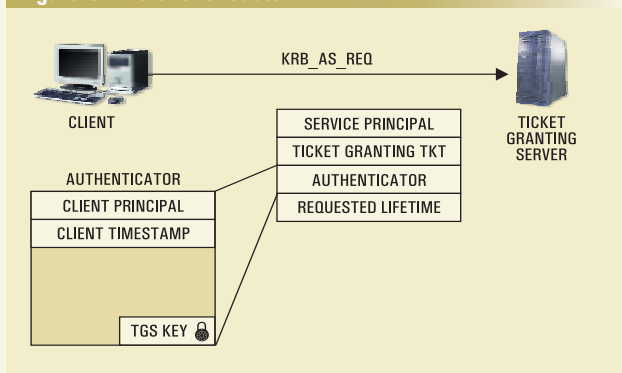 KRB_AS_REQ
CLIENT
TICKET
GRANTING
SERVER
SERVICE PRINCIPAL
TICKET GRANTING TKT
AUTHENTICATOR
REQUESTED LIFETIME
AUTHENTICATOR
CLIENT PRINCIPAL
CLIENT TIMESTAMP
TGS KEY